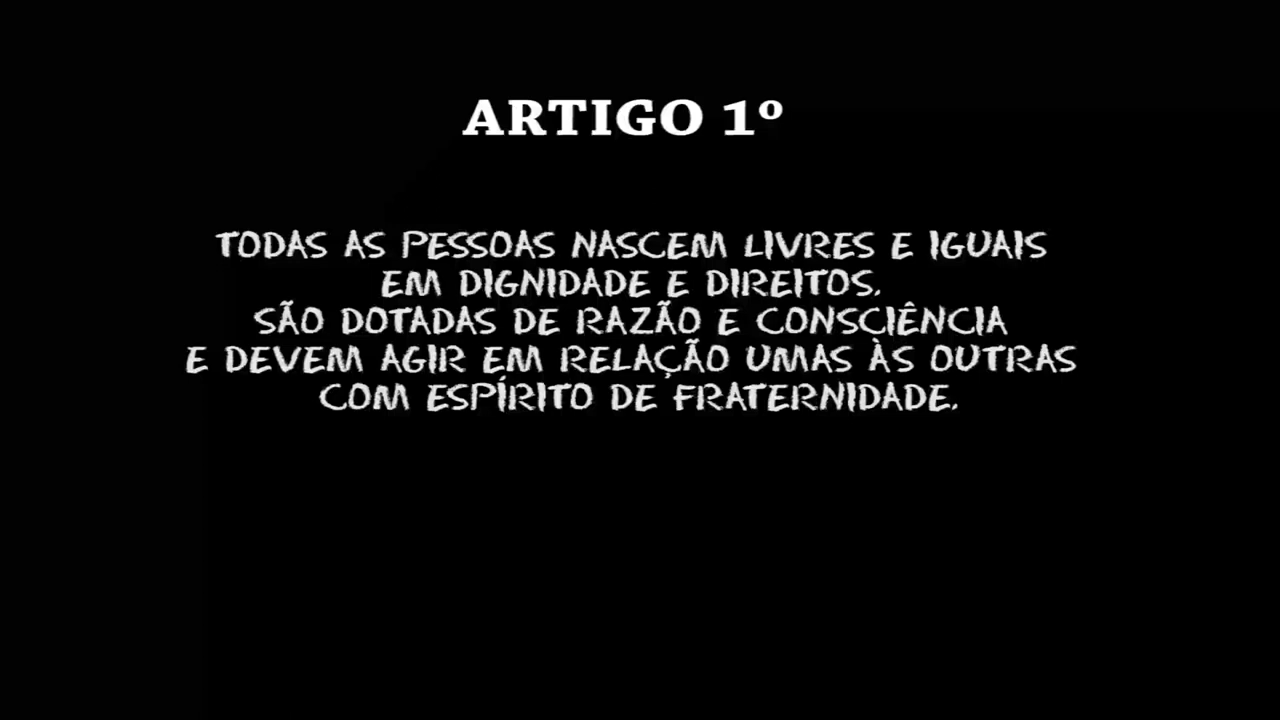 ARTIGO 1º
TODAS AS PESSOAS NASCEM LIVRES E IGUAIS
EM DIGNIDADE E DIREITOS.
SÃO DOTADAS DE RAZÃO E CONSCIÊNCIA
E DEVEM AGIR EM RELAÇÃO UMAS ÀS OUTRAS
COM ESPÍRITO DE FRATERNIDADE.